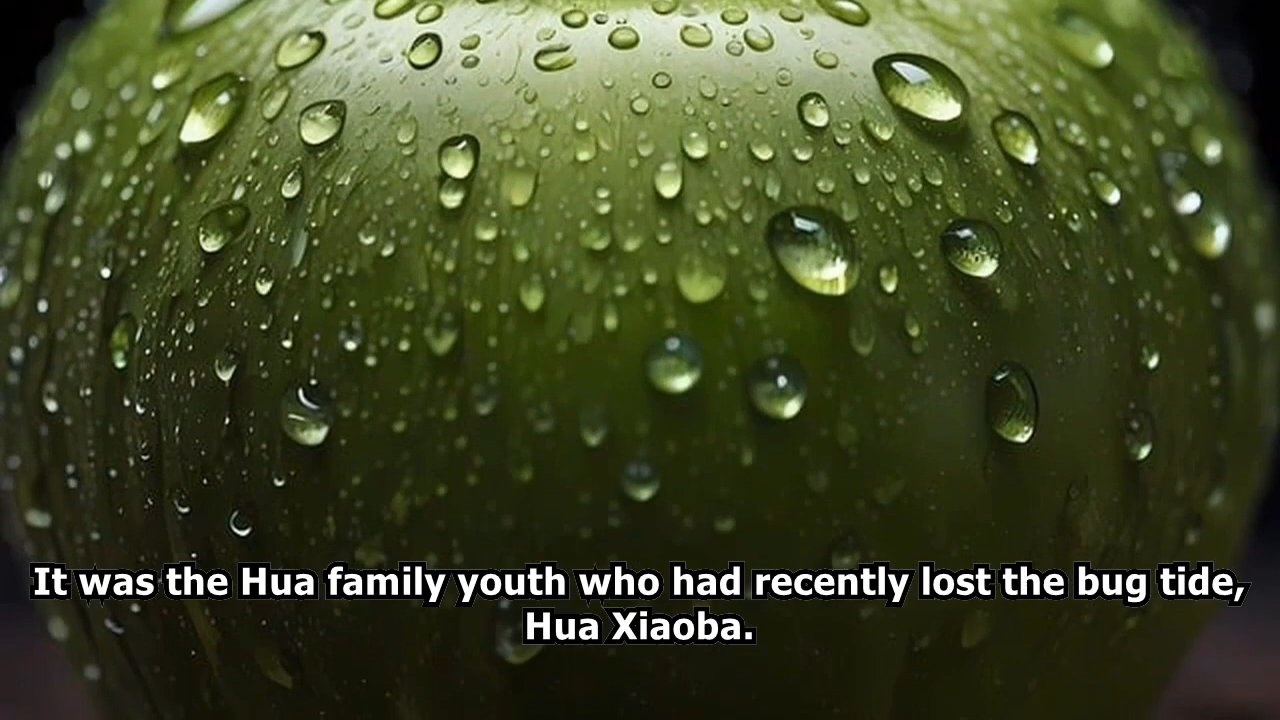 It was the Hua family youth who had recently lost the bug tide,
Hua Xiaoba.